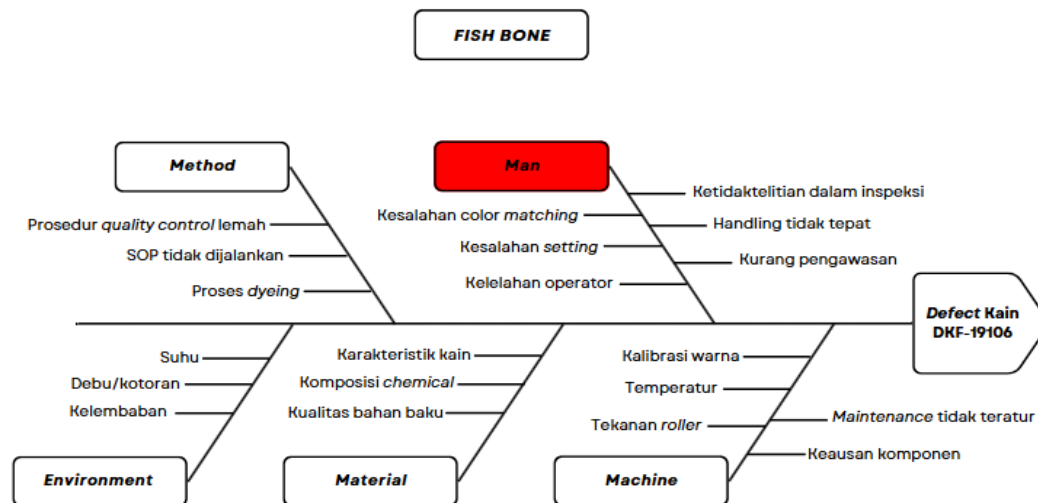 FISH BONE
Method
Man
Prosedur quality control lemah
SOP tidak dijalankan
Proses dyeing
Kesalahan color matching
Kesalahan setting
Kelelahan operator
Ketidaktelitian dalam inspeksi
Handling tidak tepat
Kurang pengawasan
Defect Kain
DKF-19106
Suhu
Debu/kotoran
Kelembaban
Karakteristik kain
Komposisi chemical
Kualitas bahan baku
Kalibrasi warna
Temperatur
Tekanan roller
Maintenance tidak teratur
Keausan komponen
Environment
Material
Machine